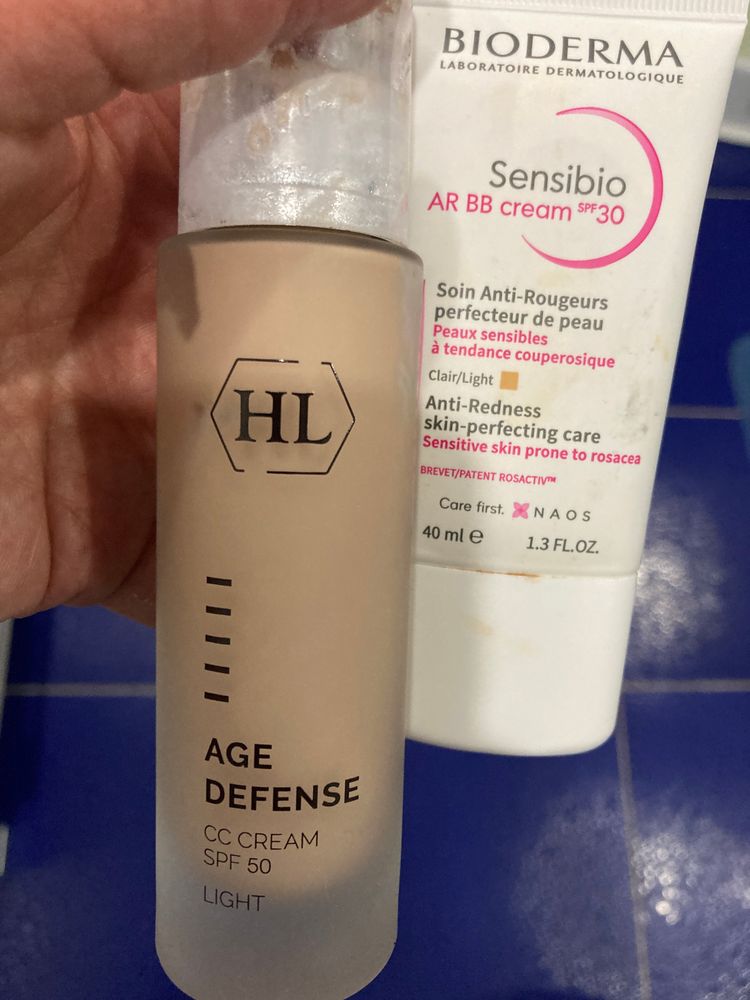 HL
AGE
DEFENSE
CC CREAM
SPF 50
LIGHT
BIODERMA
LABORATOIRE DERMATOLOGIQUE
Sensibio
AR BB cream SPF30
Soin Anti-Rougeurs
perfecteur de peau
Peaux sensibles
à tendance couperosique
Clair/Light
Anti-Redness
skin-perfecting care
Sensitive skin prone to rosacea
BREVET/PATENT ROSACTIV™
Care first. NAOS
40 ml e 1.3 FL.OZ.